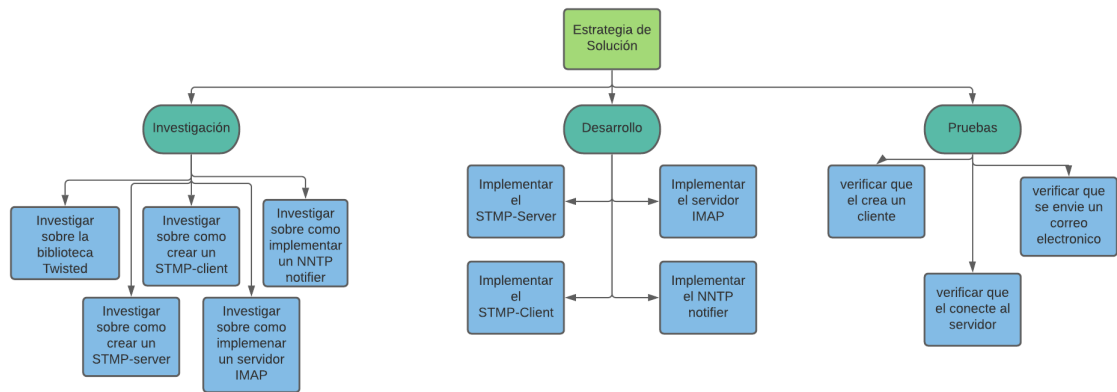 Estrategia de
Solución
Investigación
Desarrollo
Pruebas
Investigar
sobre la
biblioteca
Twisted
Investigar
sobre como
crear un
STMP-client
Investigar
sobre como
implementar
un NNTP
notifier
Investigar
sobre como
crear un
STMP-server
Investigar
sobre como
implemenar
un servidor
IMAP
Implementar
el
STMP-Server
Implementar
el servidor
IMAP
Implementar
el
STMP-Client
Implementar
el NNTP
notifier
verificar que
el crea un
cliente
verificar que
se envie un
correo
electronico
verificar que
el conecte al
servidor